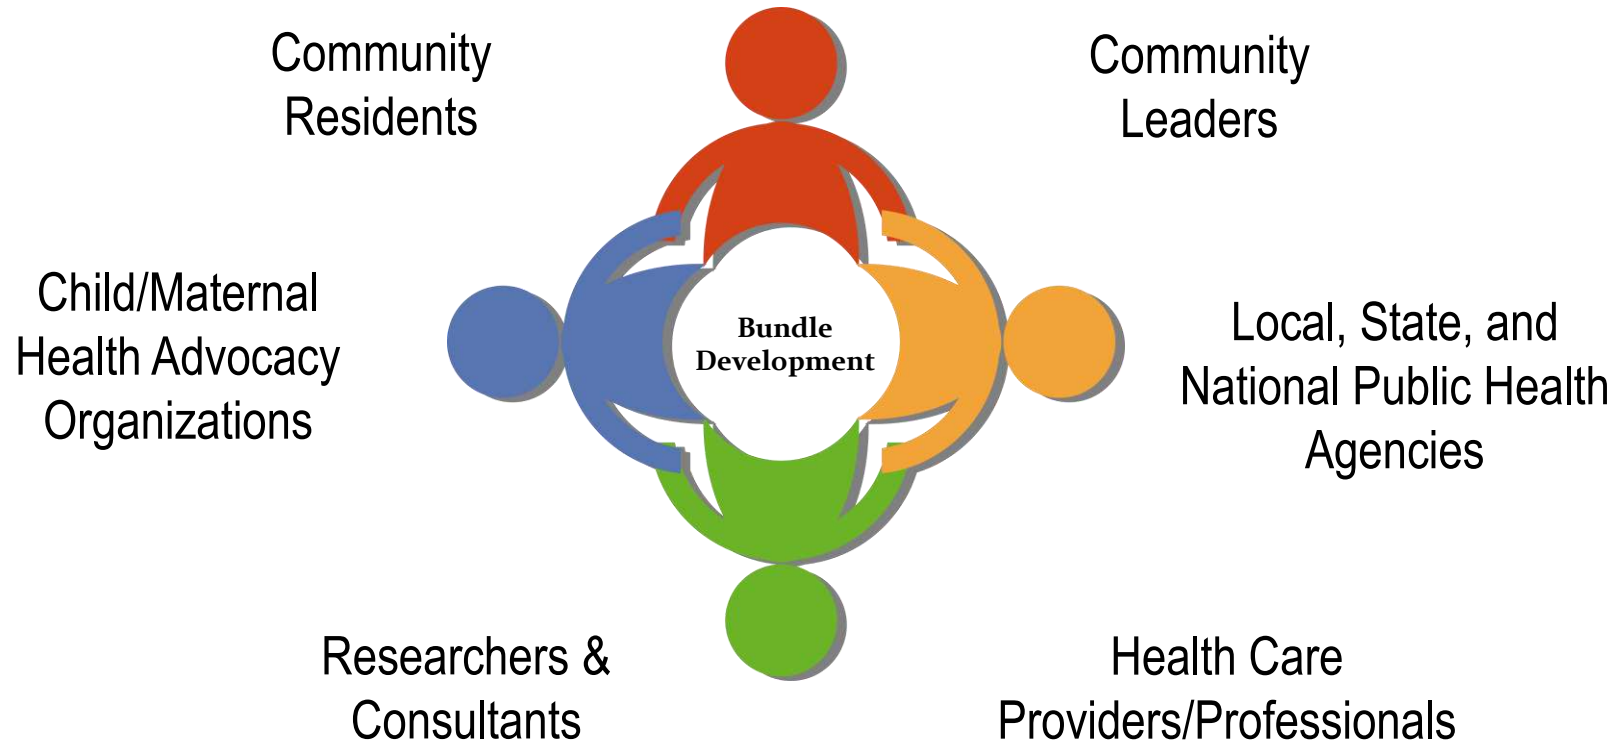 Community
Residents
Community
Leaders
Child/Maternal
Health Advocacy
Organizations
Bundle
Development
Local, State, and
National Public Health
Agencies
Researchers &
Consultants
Health Care
Providers/Professionals